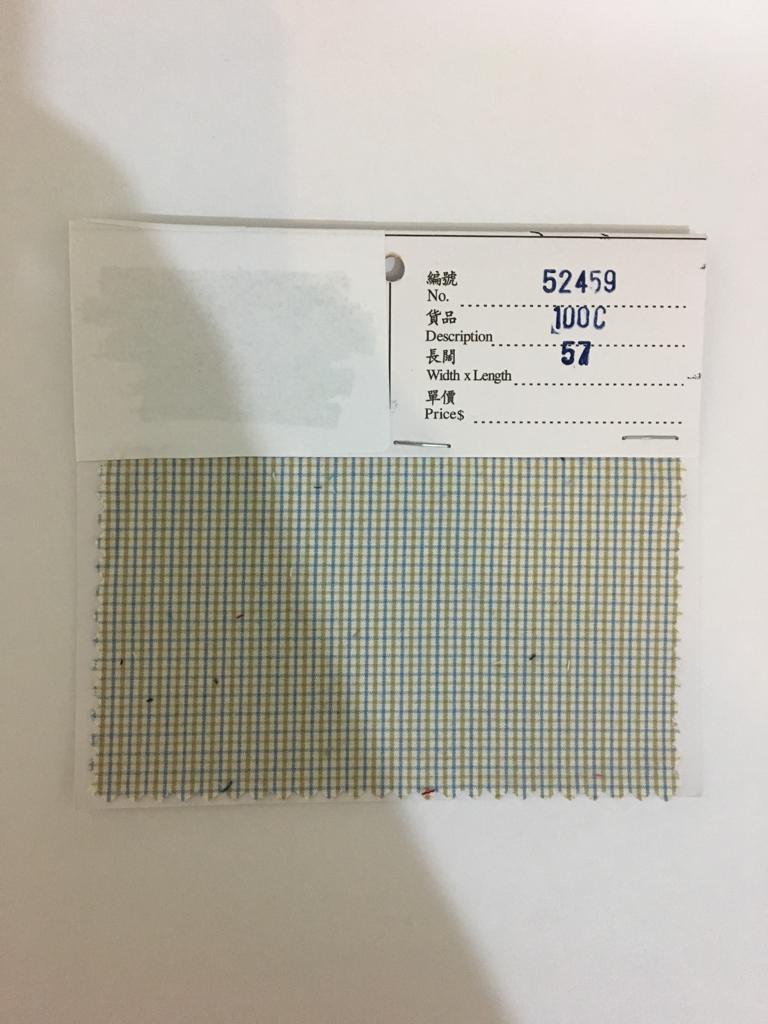 編號
No. 52459
貨品
Description 100C
長闊
Width x Length 57
單價
Price$